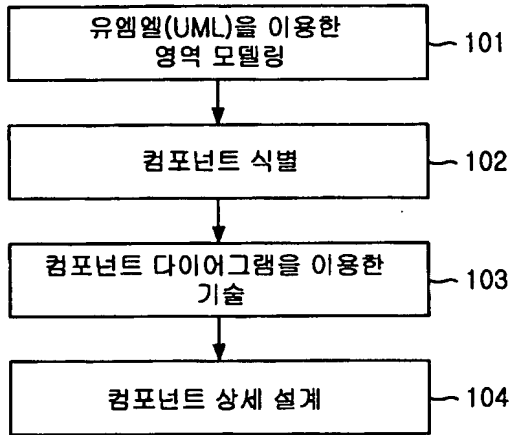 유엠엘(UML)을 이용한
영역 모델링
101
컴포넌트 식별
102
컴포넌트 다이어그램을 이용한
기술
103
컴포넌트 상세 설계
104